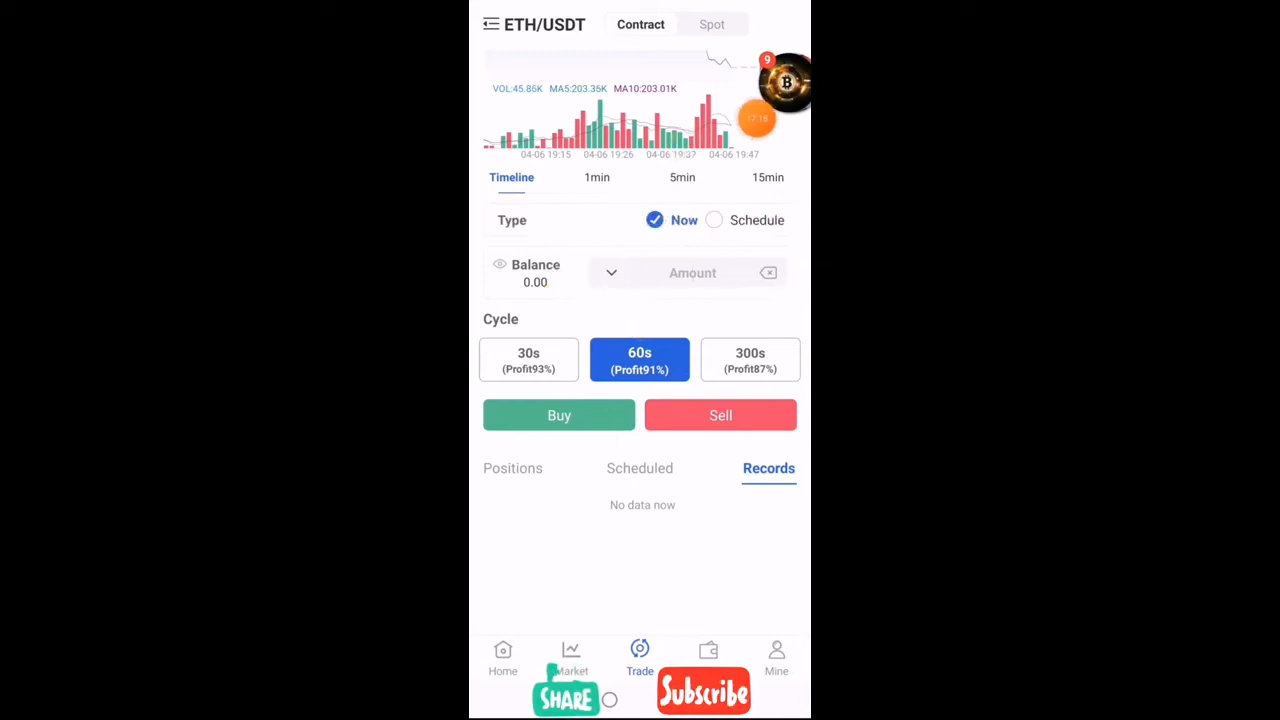 ETH/USDT Contract Spot
9
VOL:45.86K MA5:203.36K MA10:203.01K
17:16
04-06 19:15 04-06 19:26 04-06 19:37 04-06 19:47
Timeline 1min 5min 15min
Type Now Schedule
Balance
0.00
Amount
Cycle
30s 60s 300s
(Profit93%) (Profit91%) (Profit87%)
Buy Sell
Positions Scheduled Records
No data now
Home Market Trade Mine
SHARE Subscribe